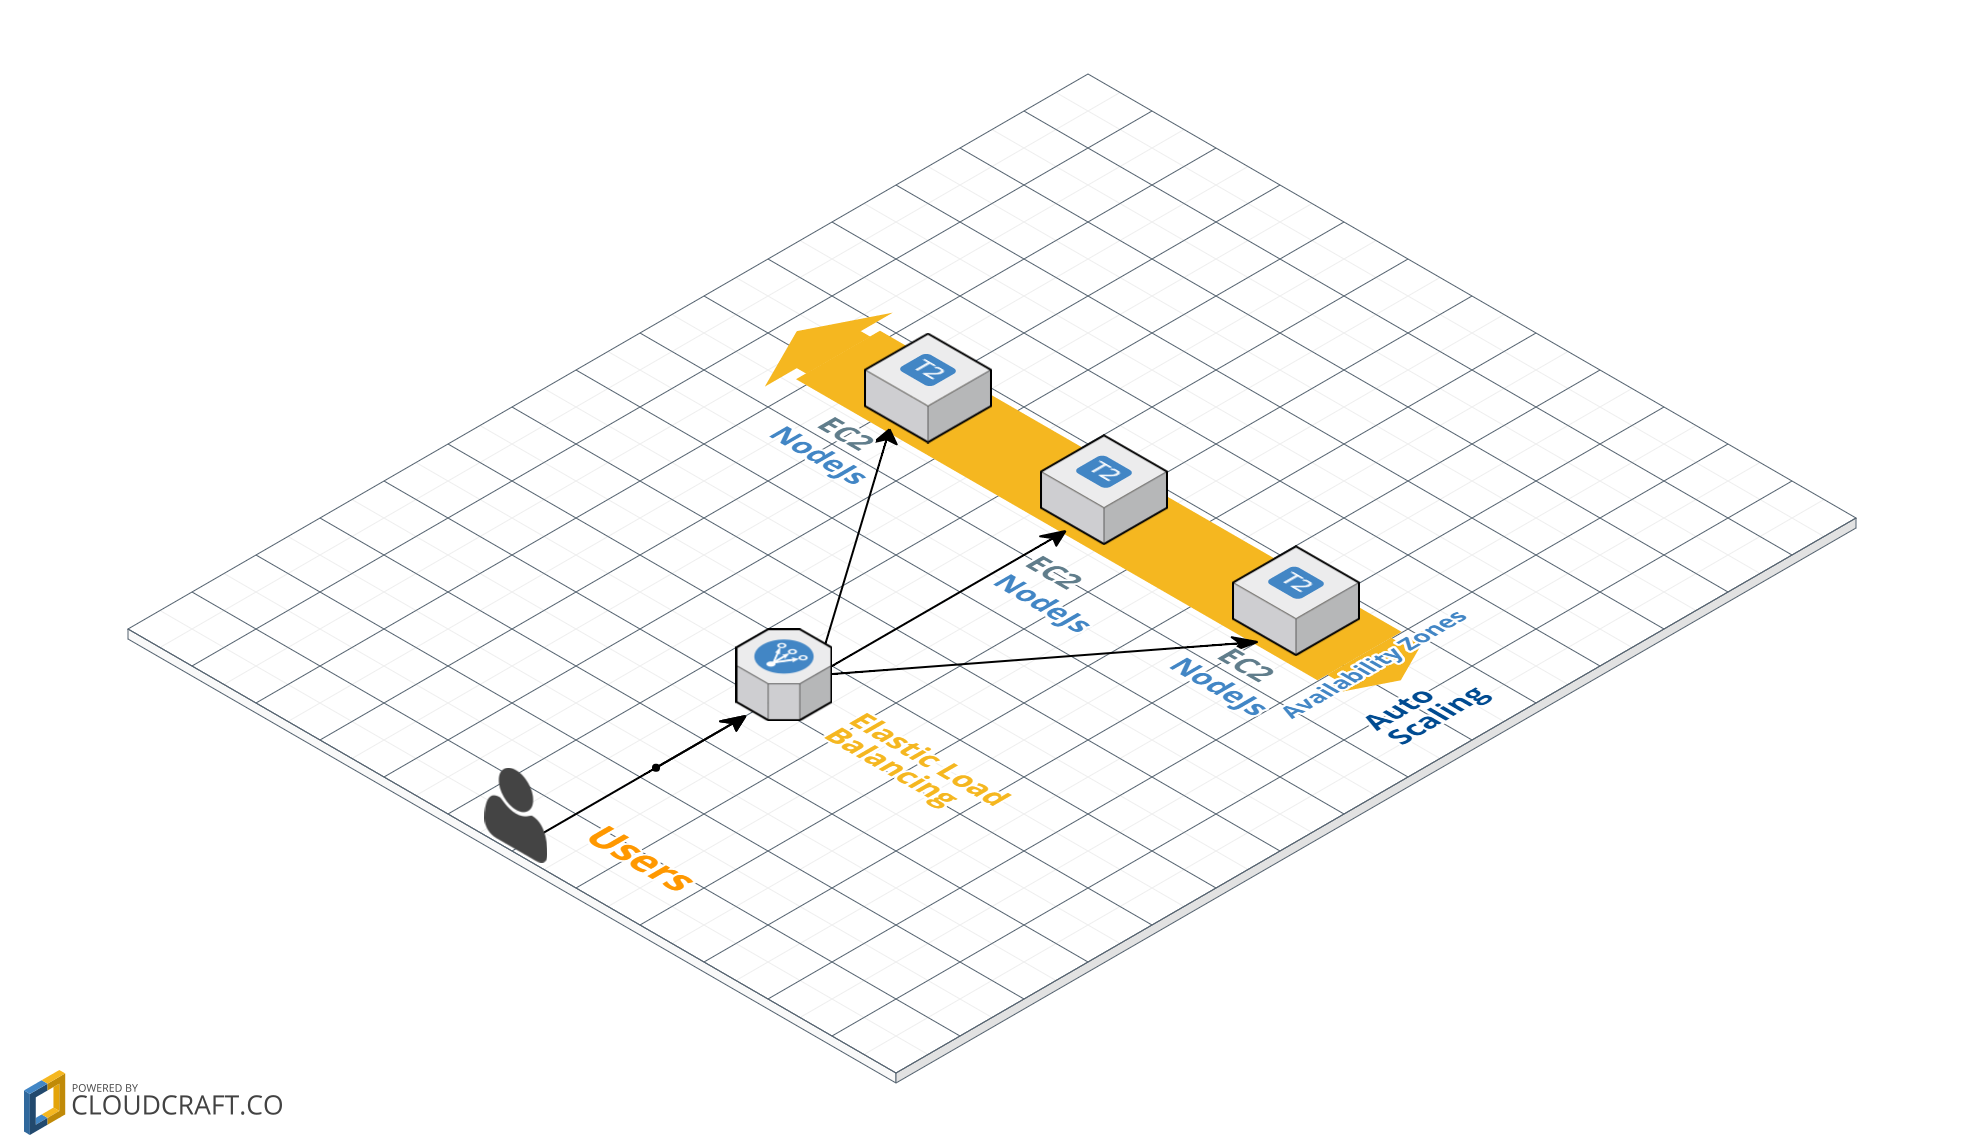 T2
EC2
NodeJs
T2
EC2
NodeJs
T2
EC2
NodeJs
Availability Zones
Auto
Scaling
Elastic Load
Balancing
Users
POWERED BY
CLOUDCRAFT.CO